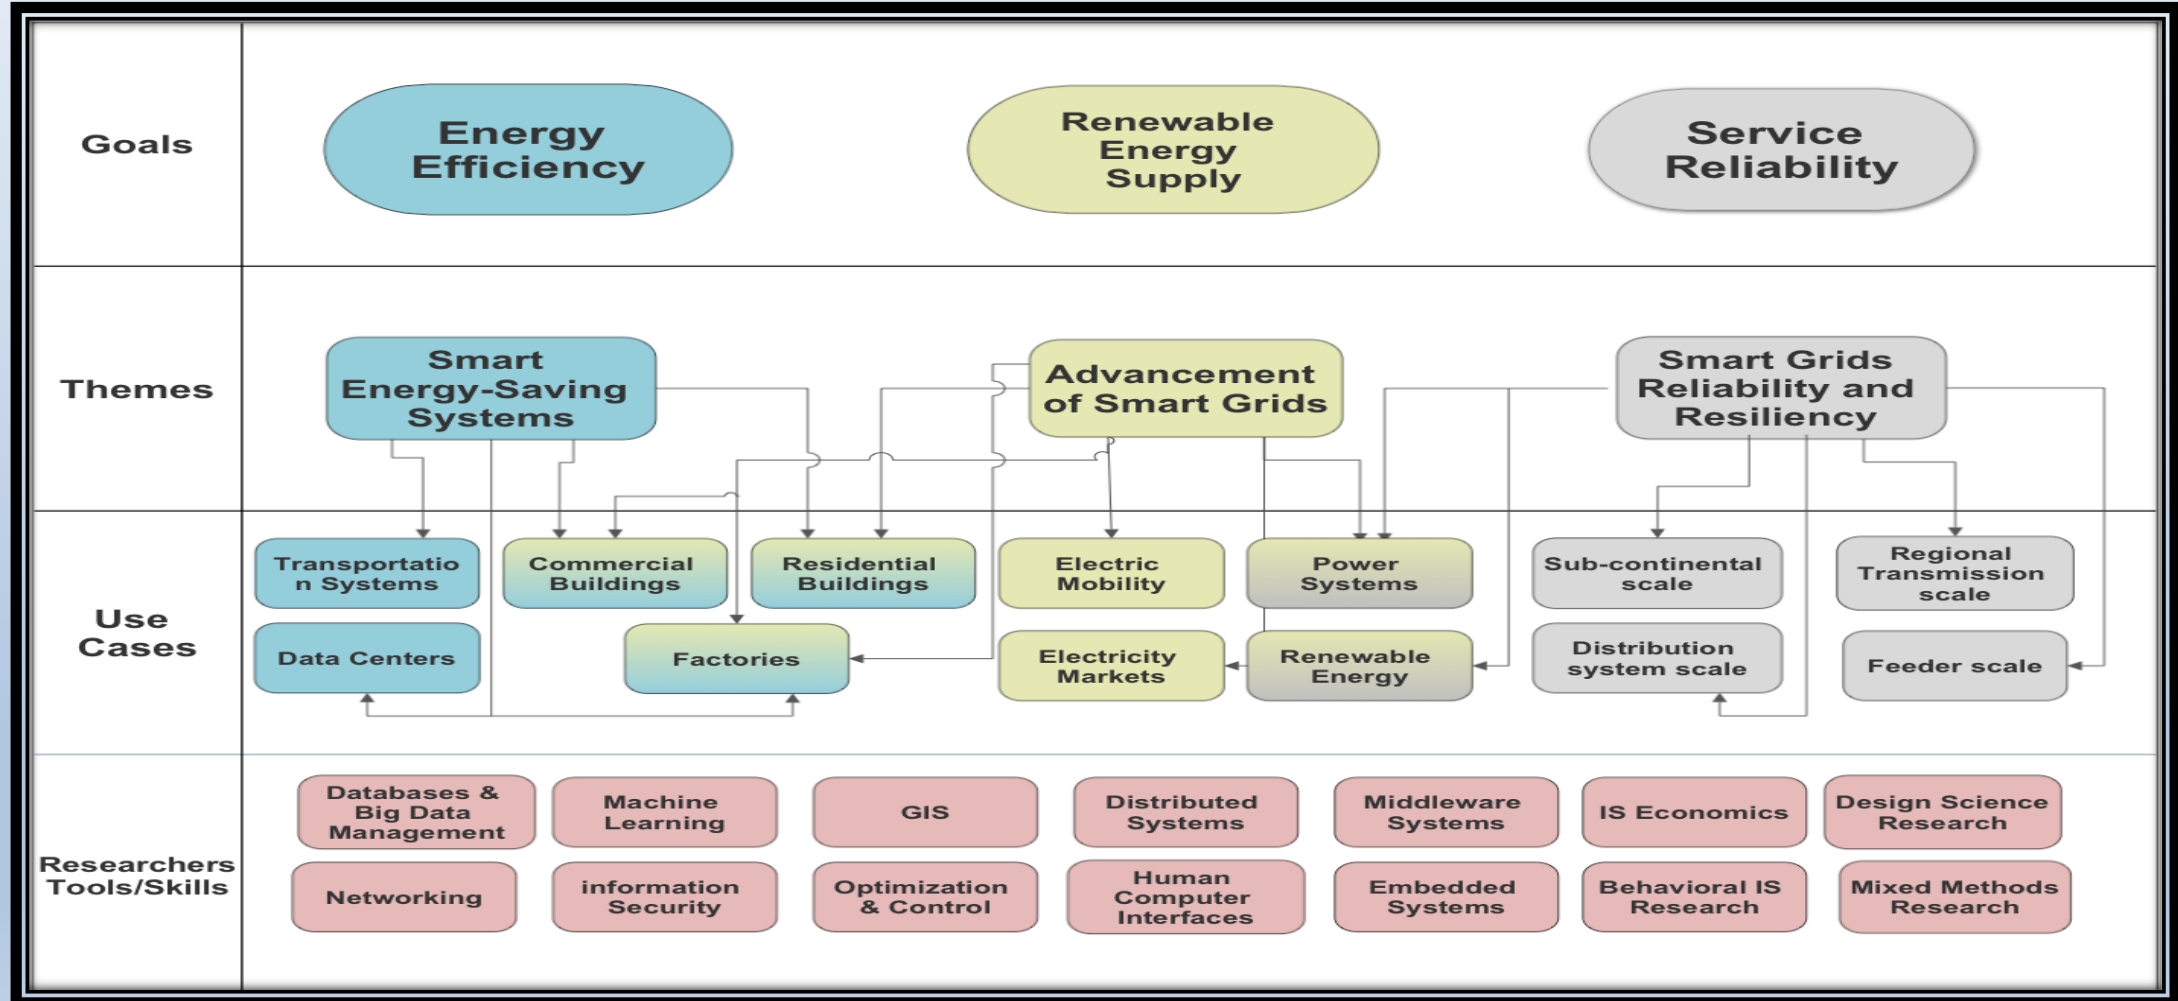 Goals
Energy
Efficiency
Renewable
Energy
Supply
Service
Reliability
Themes
Smart
Energy-Saving
Systems
Advancement
of Smart Grids
Smart Grids
Reliability and
Resiliency
Use
Cases
Transportatio
n Systems
Commercial
Buildings
Residential
Buildings
Electric
Mobility
Power
Systems
Sub-continental
scale
Regional
Transmission
scale
Data Centers
Factories
Electricity
Markets
Renewable
Energy
Distribution
system scale
Feeder scale
Researchers
Tools/Skills
Databases &
Big Data
Management
Machine
Learning
GIS
Distributed
Systems
Middleware
Systems
IS Economics
Design Science
Research
Networking
information
Security
Optimization
& Control
Human
Computer
Interfaces
Embedded
Systems
Behavioral IS
Research
Mixed Methods
Research